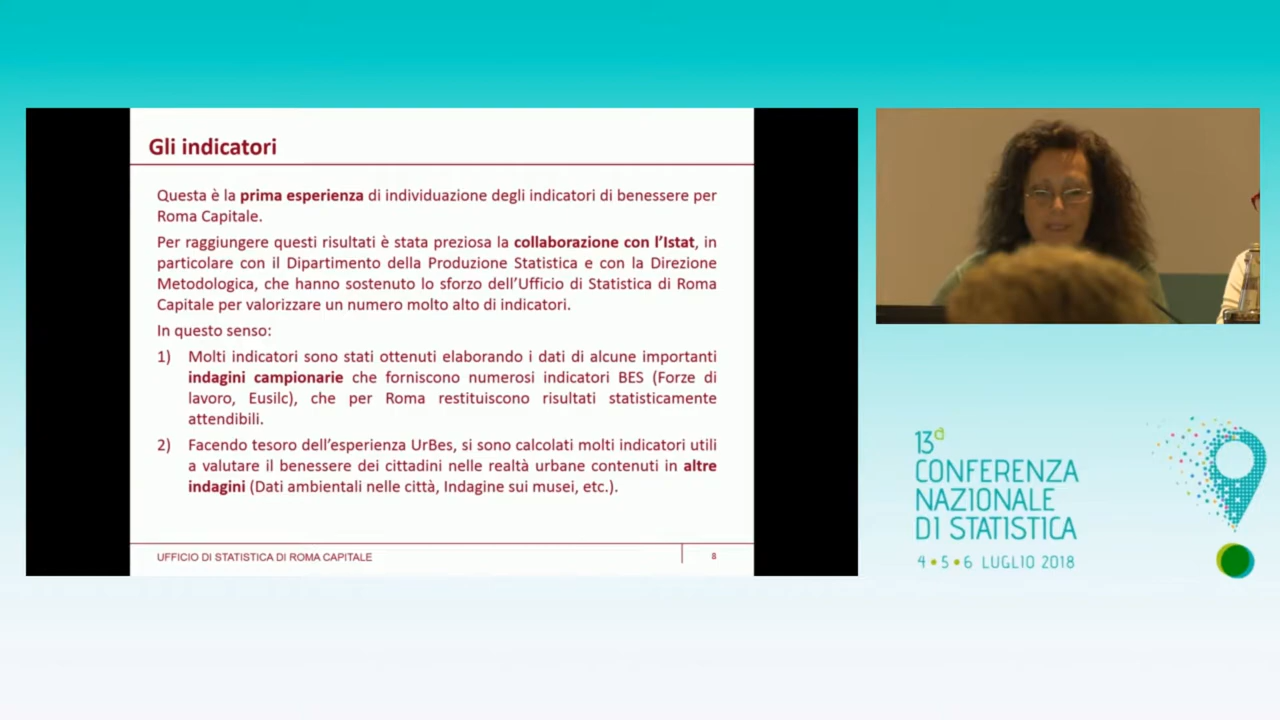 Gli indicatori
Questa è la prima esperienza di individuazione degli indicatori di benessere per
Roma Capitale.
Per raggiungere questi risultati è stata preziosa la collaborazione con l'Istat, in
particolare con il Dipartimento della Produzione Statistica e con la Direzione
Metodologica, che hanno sostenuto lo sforzo dell'Ufficio di Statistica di Roma
Capitale per valorizzare un numero molto alto di indicatori.
In questo senso:
1) Molti indicatori sono stati ottenuti elaborando i dati di alcune importanti
indagini campionarie che forniscono numerosi indicatori BES (Forze di
lavoro, Eusilc), che per Roma restituiscono risultati statisticamente
attendibili.
2) Facendo tesoro dell'esperienza UrBes, si sono calcolati molti indicatori utili
a valutare il benessere dei cittadini nelle realtà urbane contenuti in altre
indagini (Dati ambientali nelle città, Indagine sui musei, etc.).
UFFICIO DI STATISTICA DI ROMA CAPITALE
8
13a
CONFERENZA
NAZIONALE
DI STATISTICA
4•5•6 LUGLIO 2018